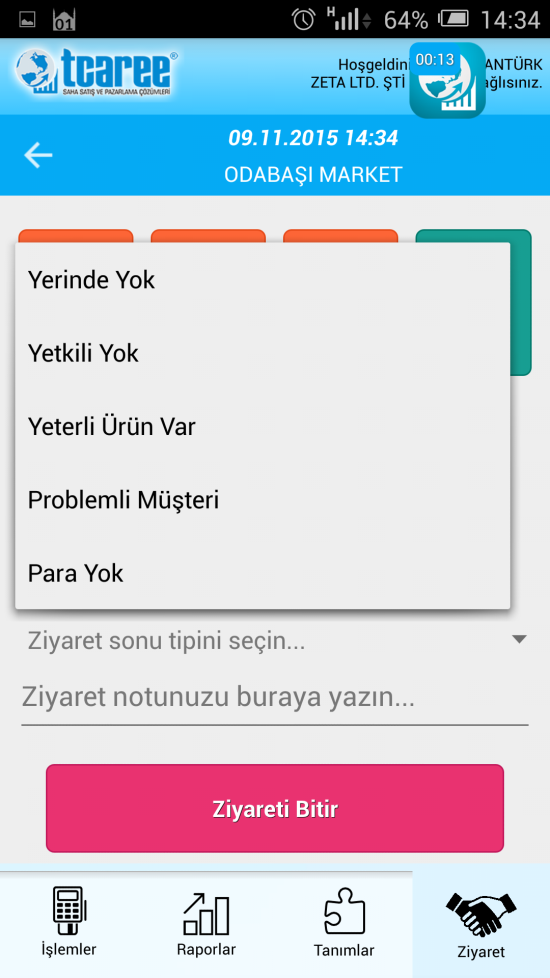 01
H
64%
14:34
tcaree®
SAHA SATIŞ VE PAZARLAMA ÇÖZÜMLERİ
Hoşgeldin
00:13
ANTÜRK
ZETA LTD. ŞTİ
ağlısınız.
09.11.2015 14:34
ODABAŞI MARKET
Yerinde Yok
Yetkili Yok
Yeterli Ürün Var
Problemli Müşteri
Para Yok
Ziyaret sonu tipini seçin...
Ziyaret notunuzu buraya yazın...
Ziyareti Bitir
İşlemler
Raporlar
Tanımlar
Ziyaret